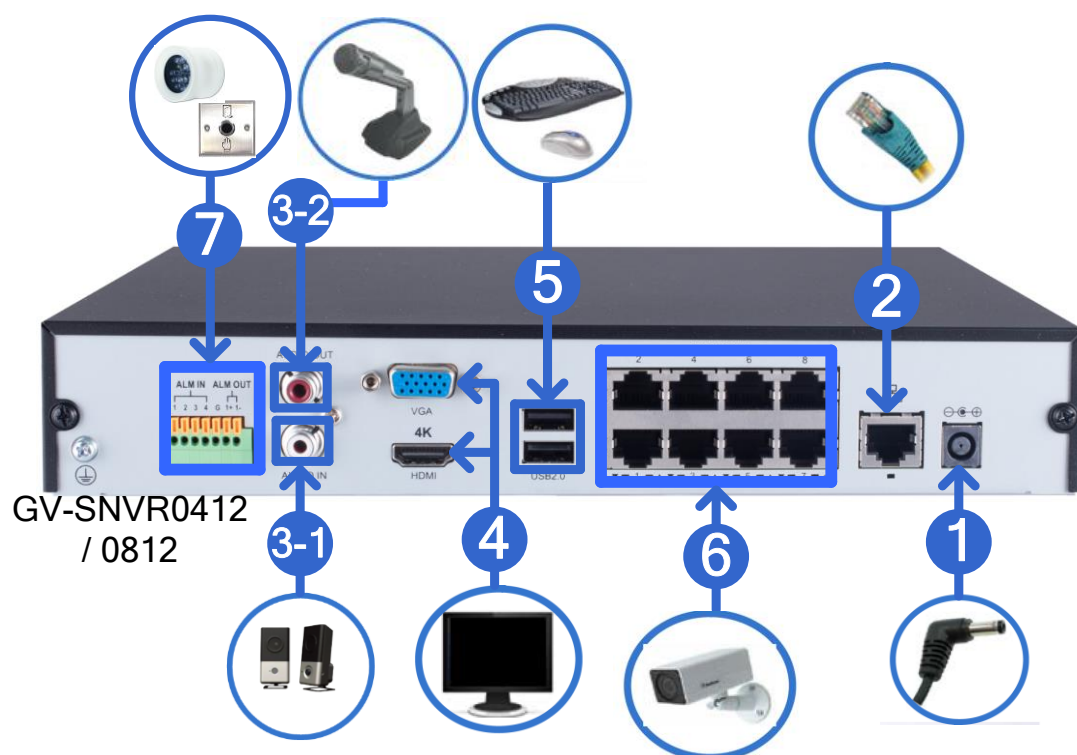 7
3-2
5
2
ALM IN ALM OUT
1 2 3 4 G 1+ 1-
VGA
4K
HDMI
USB2.0
2 4 6 8
GV-SNVR0412
/ 0812
3-1
4
6
1